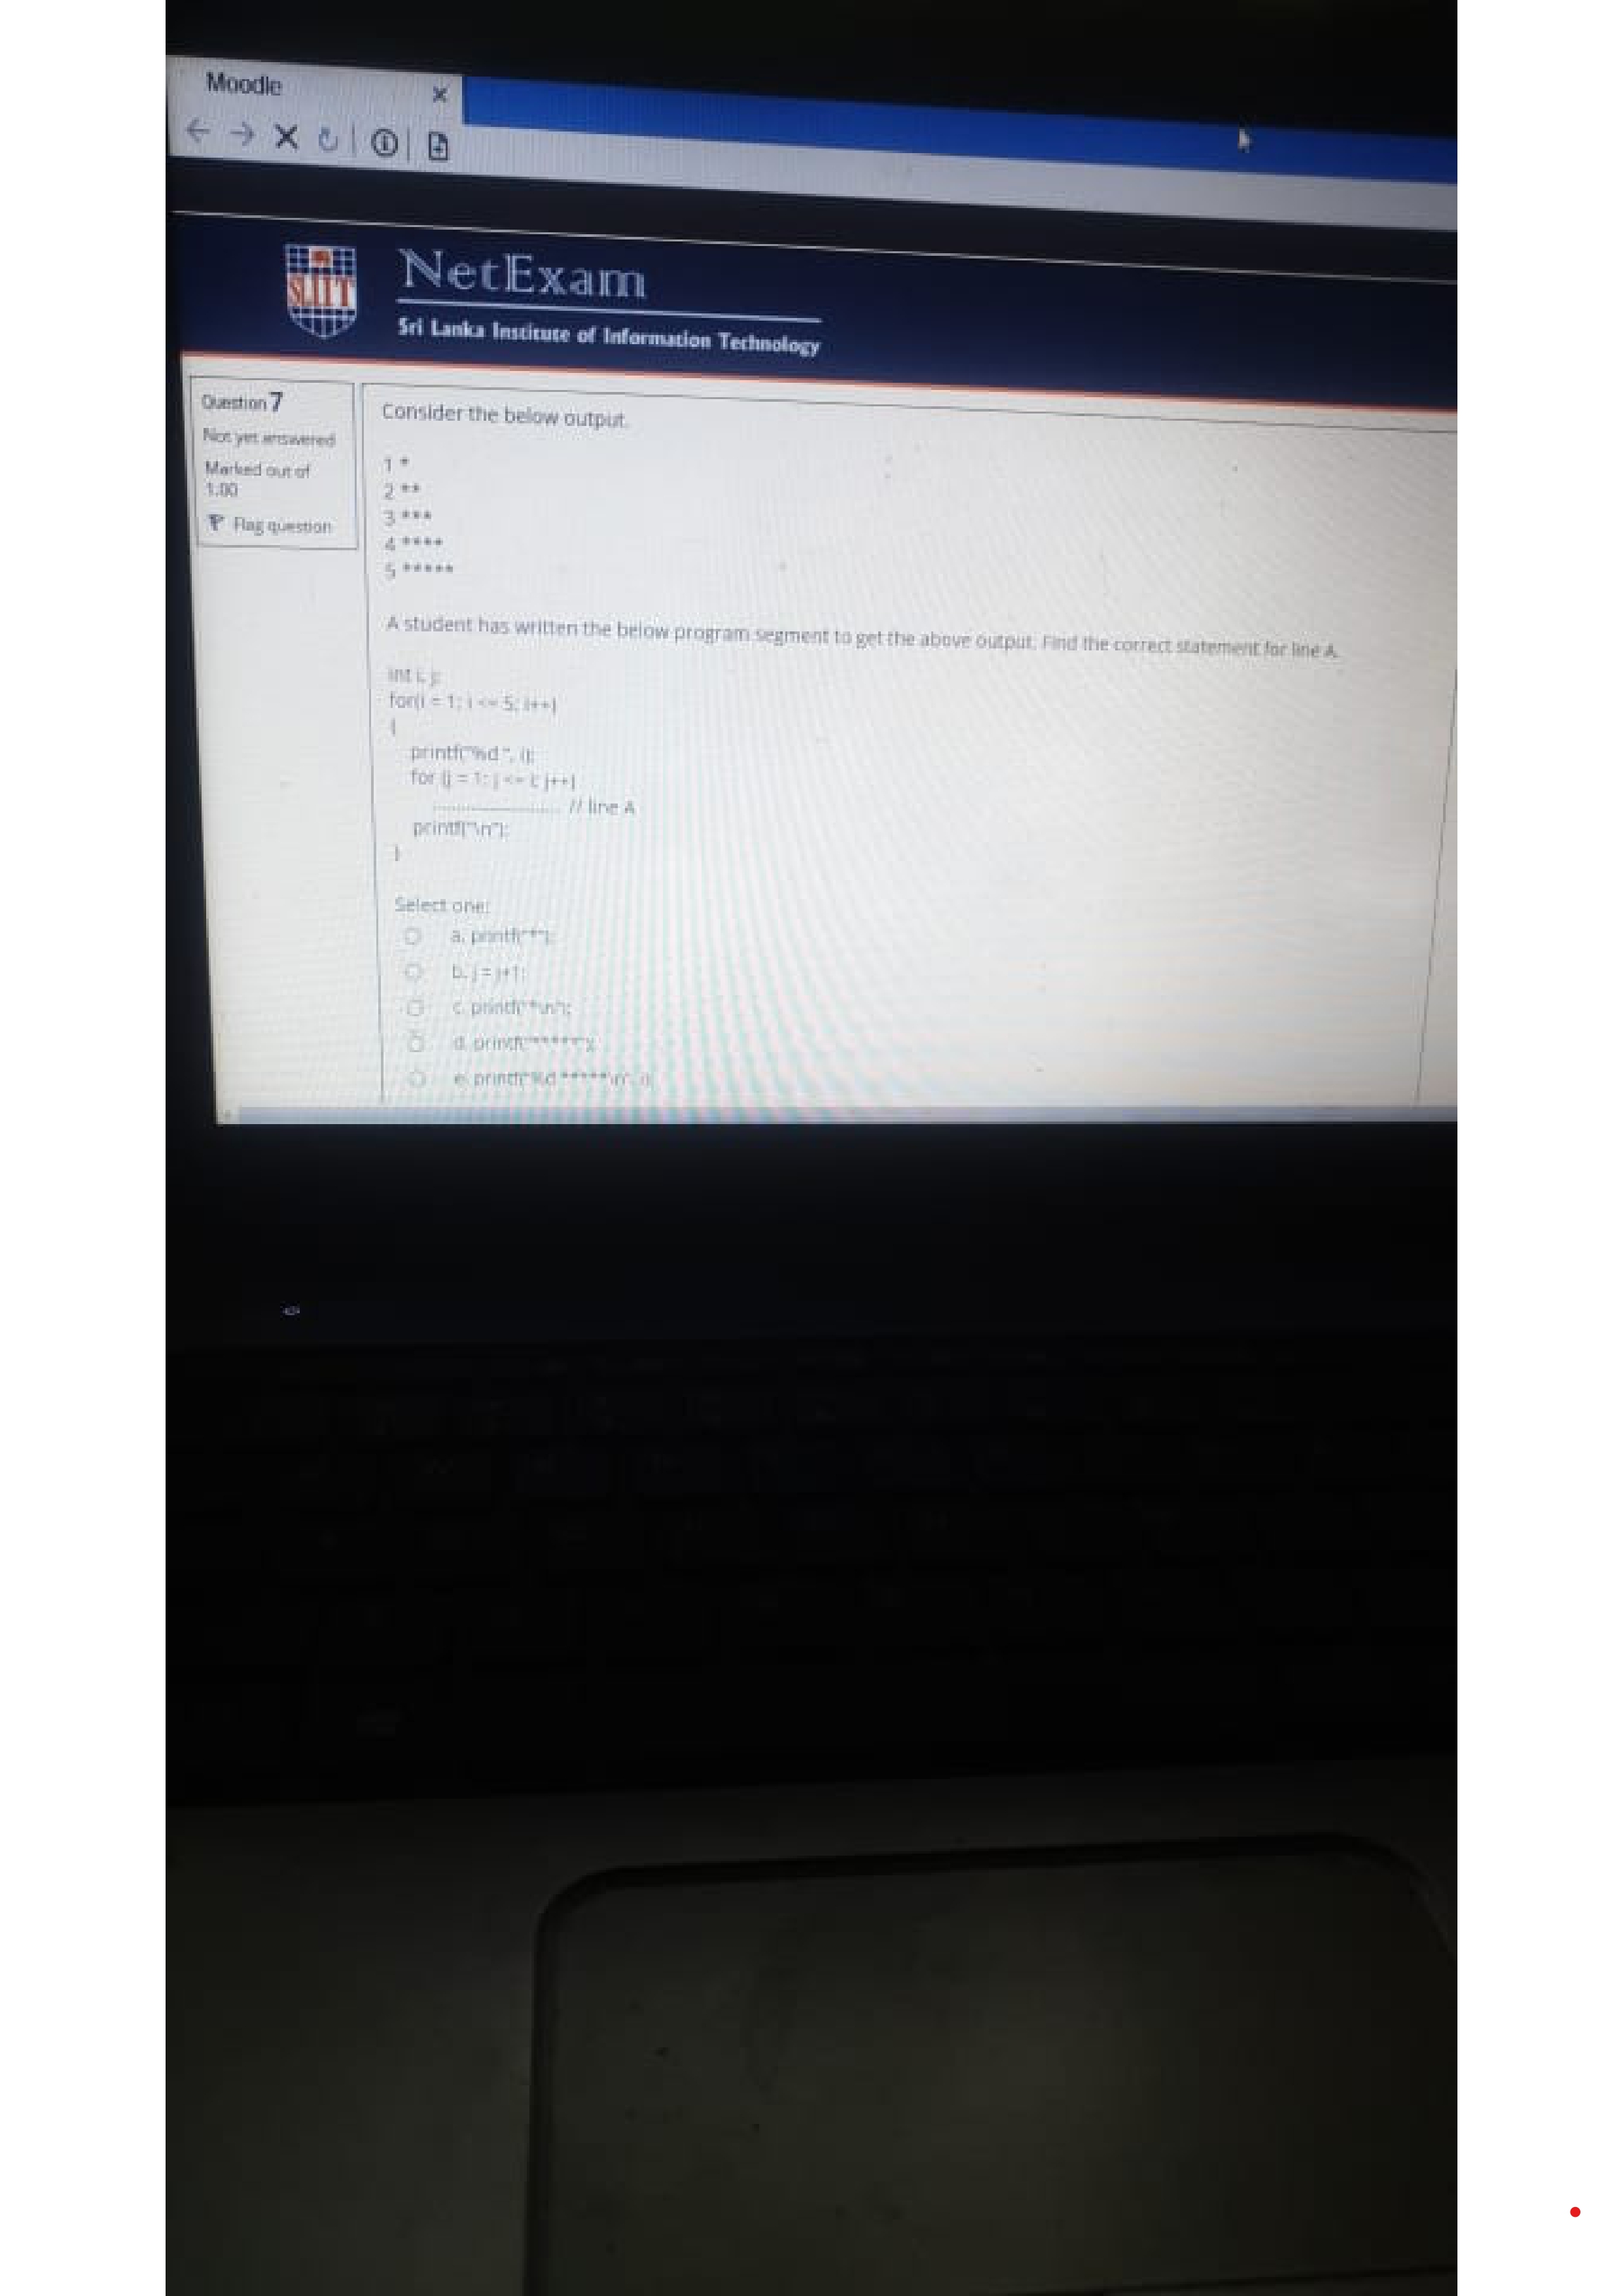 Moodle
SLIIT
NetExam
Sri Lanka Institute of Information Technology
Question 7
Not yet answered
Marked out of
1.00
Flag question
Consider the below output.
1 *
2 **
3 ***
4 ****
5 *****
A student has written the below program segment to get the above output. Find the correct statement for line A.
int i, j;
for(i = 1; i <= 5; i++)
{
printf("%d ", i);
for (j = 1; j <= i; j++)
............................ // line A
printf("\n");
}
Select one:
a. printf("*");
b. j = j+1;
c. printf("*\n");
d. printf("*****");
e. printf("%d *****\n", i);